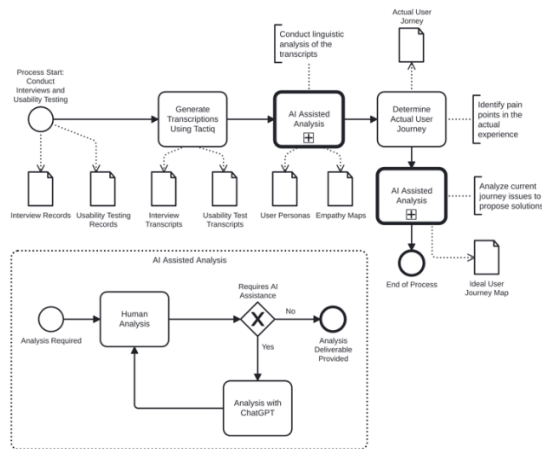 Actual User
Jorney
Conduct linguistic
analysis of the
transcripts
Process Start:
Conduct
Interviews and
Usability Testing
Generate
Transcriptions
Using Tactiq
AI Assisted
Analysis
Determine
Actual User
Journey
Identify pain
points in the
actual
experience
Interview Records
Usability Testing
Records
Interview
Transcripts
Usability Test
Transcripts
User Personas
Empathy Maps
AI Assisted
Analysis
Analyze current
journey issues to
propose solutions
End of Process
Ideal User
Journey Map
AI Assisted Analysis
Analysis Required
Human
Analysis
Requires AI
Assistance
X
No
Yes
Analysis
Deliverable
Provided
Analysis with
ChatGPT